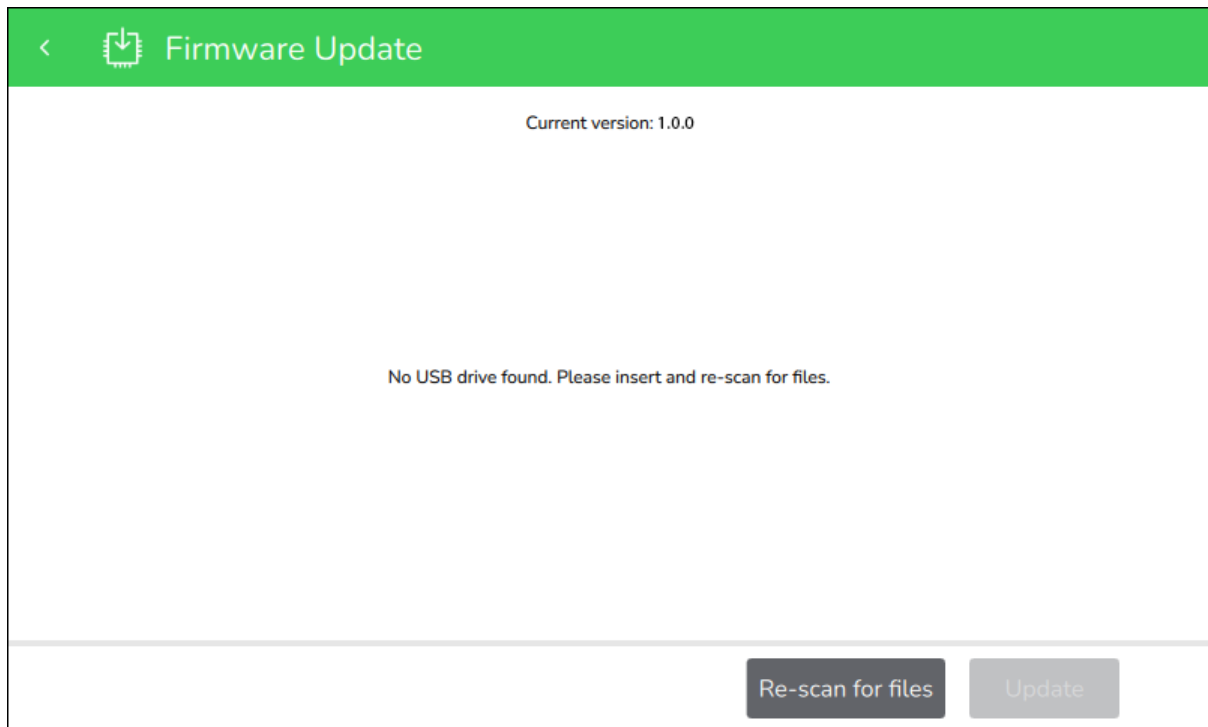 Firmware Update
Current version: 1.0.0
No USB drive found. Please insert and re-scan for files.
Re-scan for files
Update